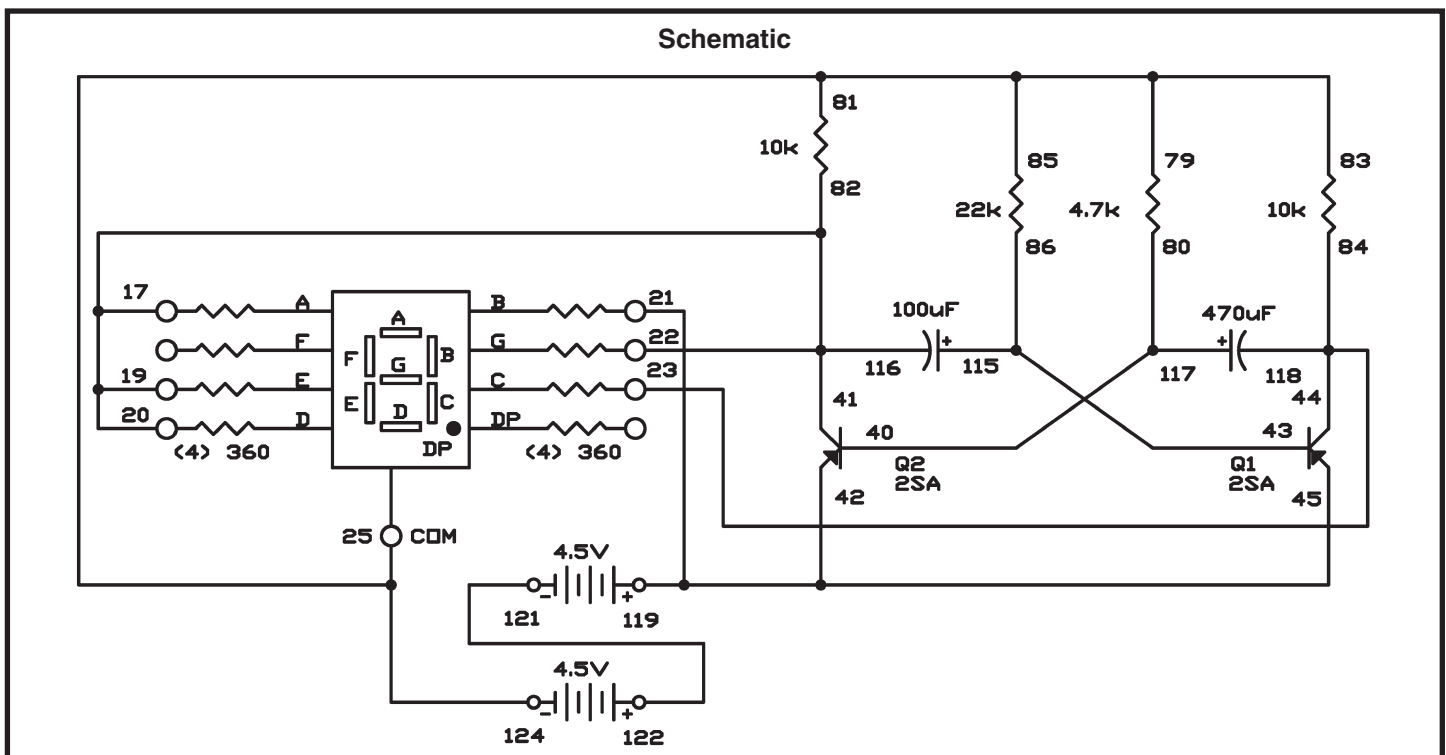 Schematic
81
10k
82
85
22k
86
79
4.7k
80
83
10k
84
17
A
F
19
E
20
D
(4) 360
A
F
B
G
E
C
D
DP
B
21
G
22
C
23
DP
(4) 360
100uF
+
116
115
470uF
+
117
118
41
40
Q2
2SA
42
44
43
Q1
2SA
45
25
COM
4.5V
-
+
121
119
4.5V
-
+
124
122